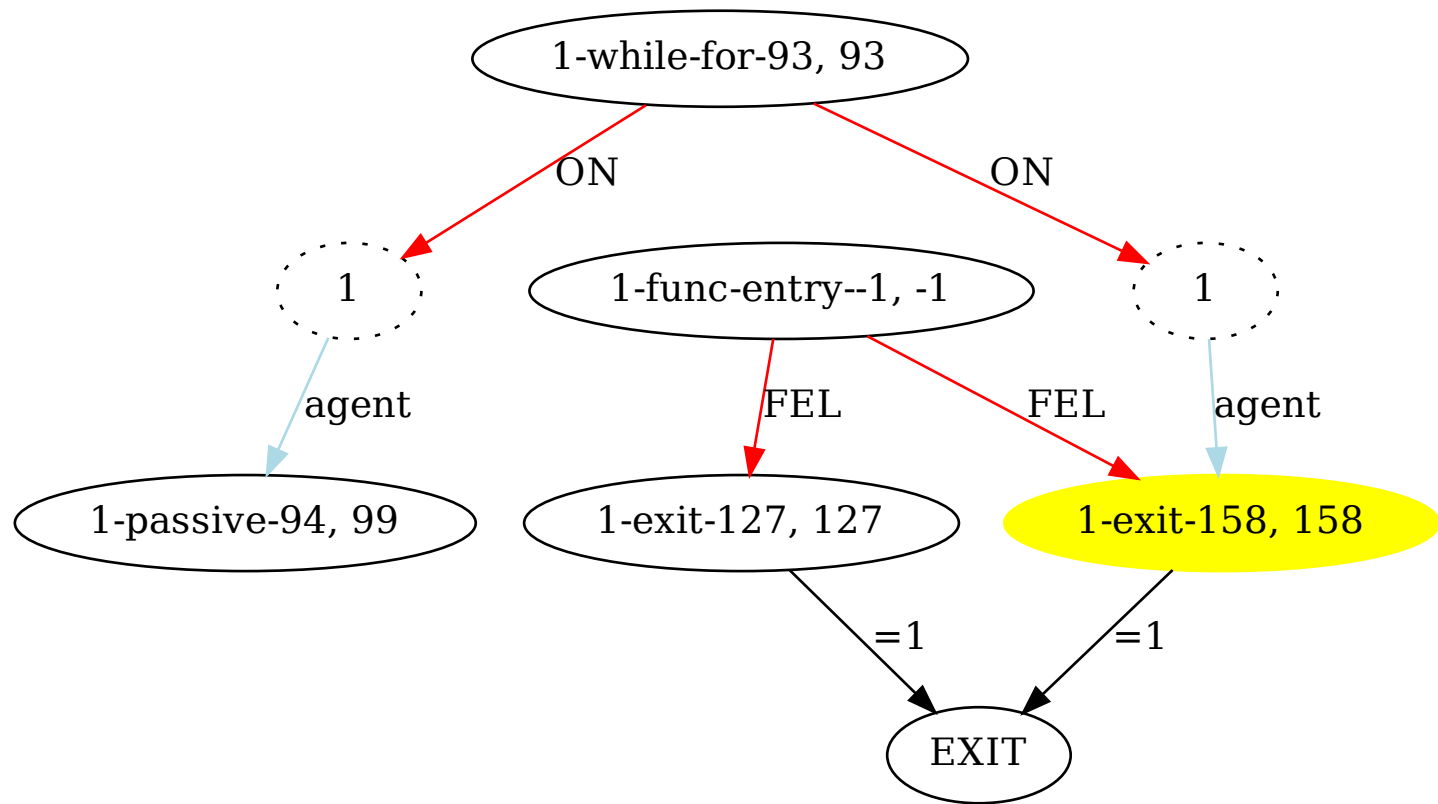 1-while-for-93, 93
ON
ON
1
1-func-entry--1, -1
1
agent
FEL
FEL
agent
1-passive-94, 99
1-exit-127, 127
1-exit-158, 158
=1
=1
EXIT